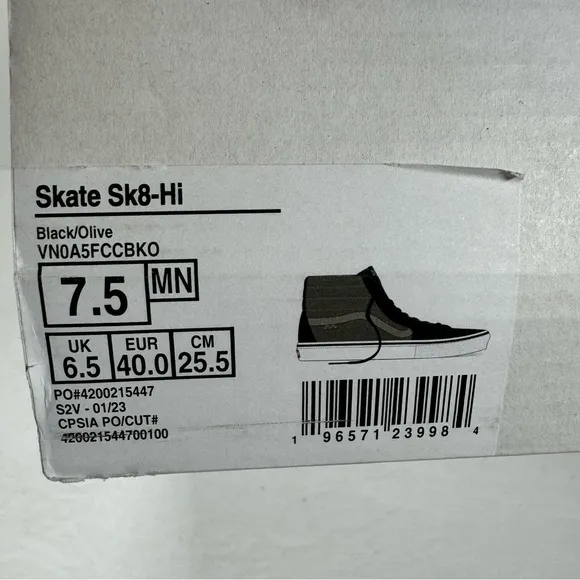 Skate Sk8-Hi
Black/Olive
VN0A5FCCBKO
7.5 MN
UK EUR CM
6.5 40.0 25.5
PO#4200215447
S2V - 01/23
CPSIA PO/CUT#
420021544700100
1 96571 23998 4